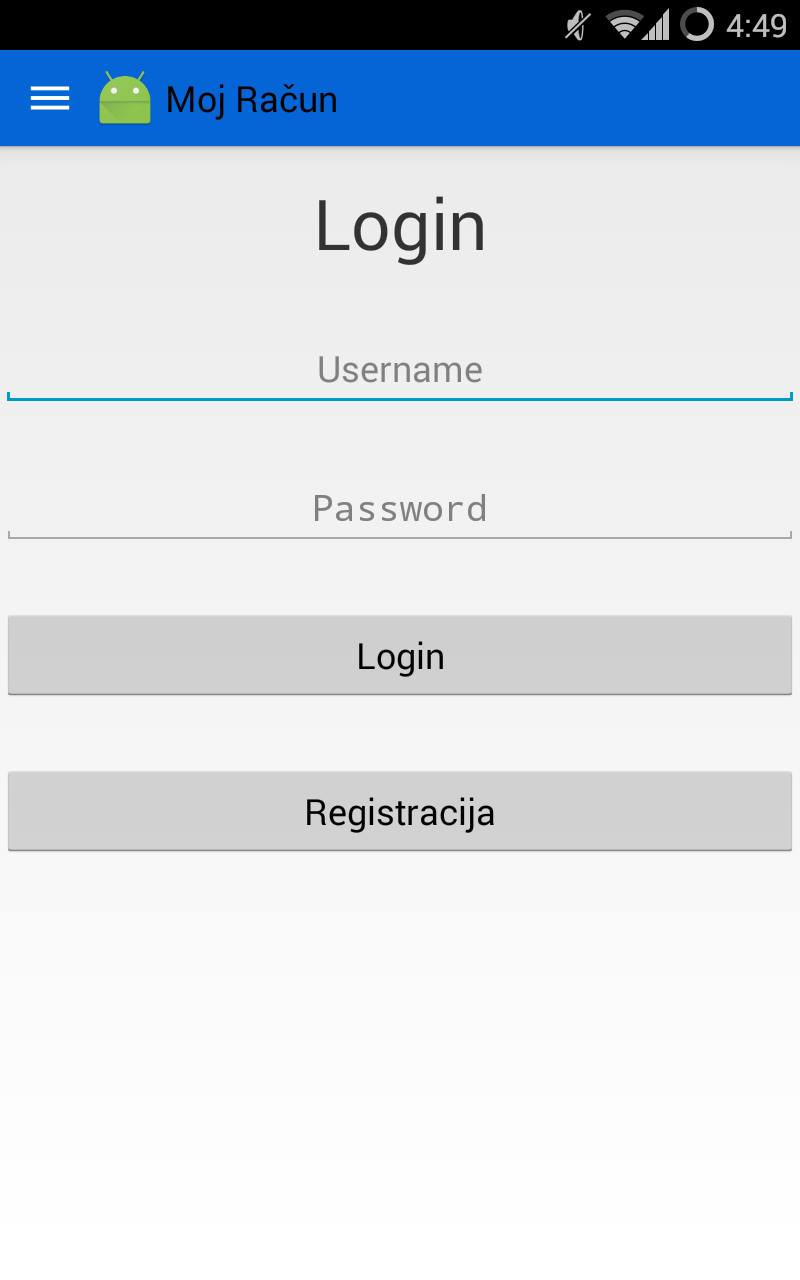 4:49
Moj Račun
Login
Username
Password
Login
Registracija